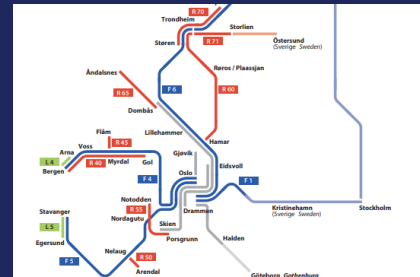 R 70
Trondheim
Storlien
Støren
R 71
Östersund
(Sverige Sweden)
Åndalsnes
Røros / Plaassjan
R 65
F 6
R 60
Dombås
Flåm
Lillehammer
Hamar
Voss
R 45
Arna
Gjøvik
L 4
R 40
Myrdal
Gol
Eidsvoll
Bergen
Oslo
F 4
F 1
Notodden
Stavanger
R 55
Drammen
Kristinehamn
(Sverige Sweden)
Stockholm
Nordagutu
L 5
Skien
Egersund
Porsgrunn
Halden
Nelaug
F 5
R 50
Arendal
Göteborg Gothenburg